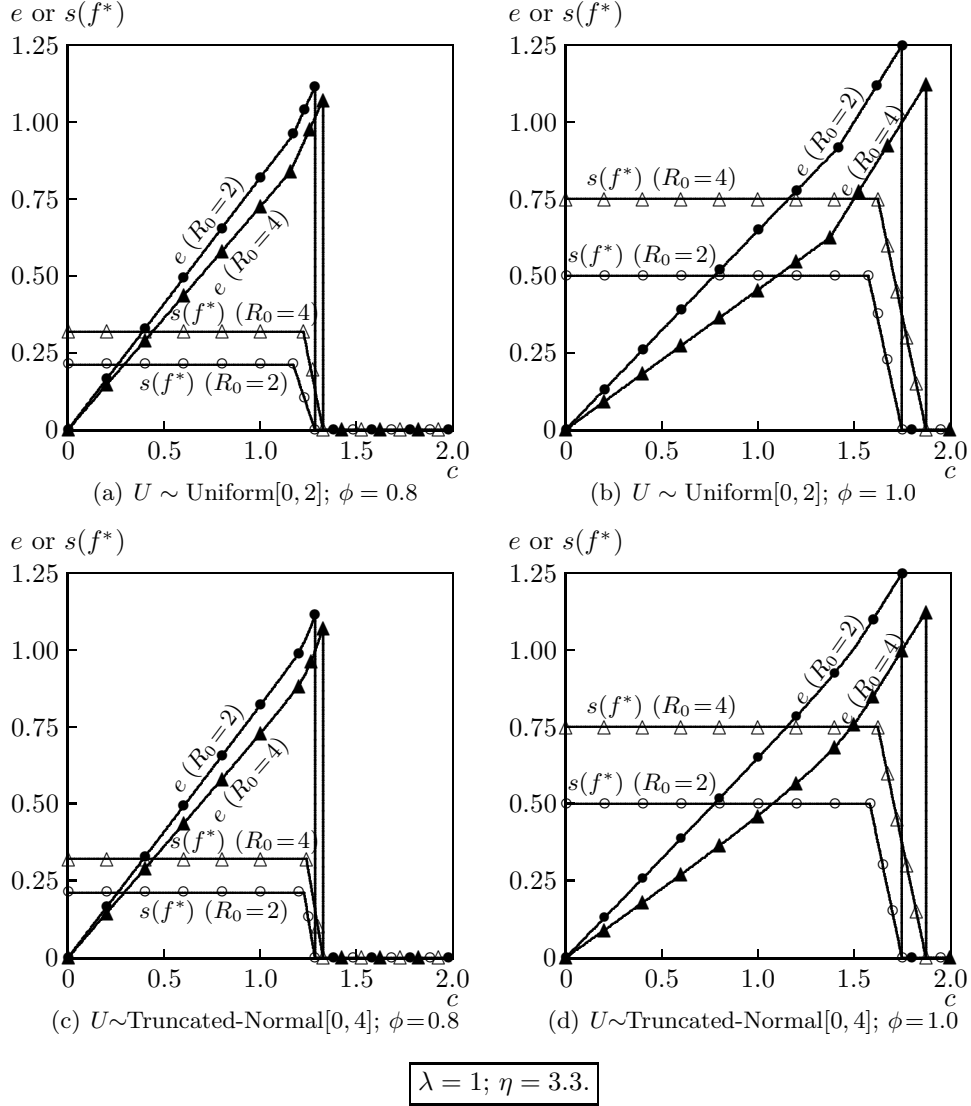 e or s(f*)
1.25
1.00
0.75
0.50
0.25
0
0.5
1.0
1.5
2.0
c
e (R₀=2)
e (R₀=4)
s(f*) (R₀=4)
s(f*) (R₀=2)
(a) U ∼ Uniform[0, 2]; ϕ = 0.8
e or s(f*)
1.25
1.00
0.75
0.50
0.25
0
0
0.5
1.0
1.5
2.0
c
e (R₀=2)
e (R₀=4)
s(f*) (R₀=4)
s(f*) (R₀=2)
(b) U ∼ Uniform[0, 2]; ϕ = 1.0
e or s(f*)
1.25
1.00
0.75
0.50
0.25
0
0
0.5
1.0
1.5
2.0
c
e (R₀=2)
e (R₀=4)
s(f*) (R₀=4)
s(f*) (R₀=2)
(c) U∼Truncated-Normal[0, 4]; ϕ=0.8
e or s(f*)
1.25
1.00
0.75
0.50
0.25
0
0
0.5
1.0
1.5
2.0
c
e (R₀=2)
e (R₀=4)
s(f*) (R₀=4)
s(f*) (R₀=2)
(d) U∼Truncated-Normal[0, 4]; ϕ=1.0
λ = 1; η = 3.3.